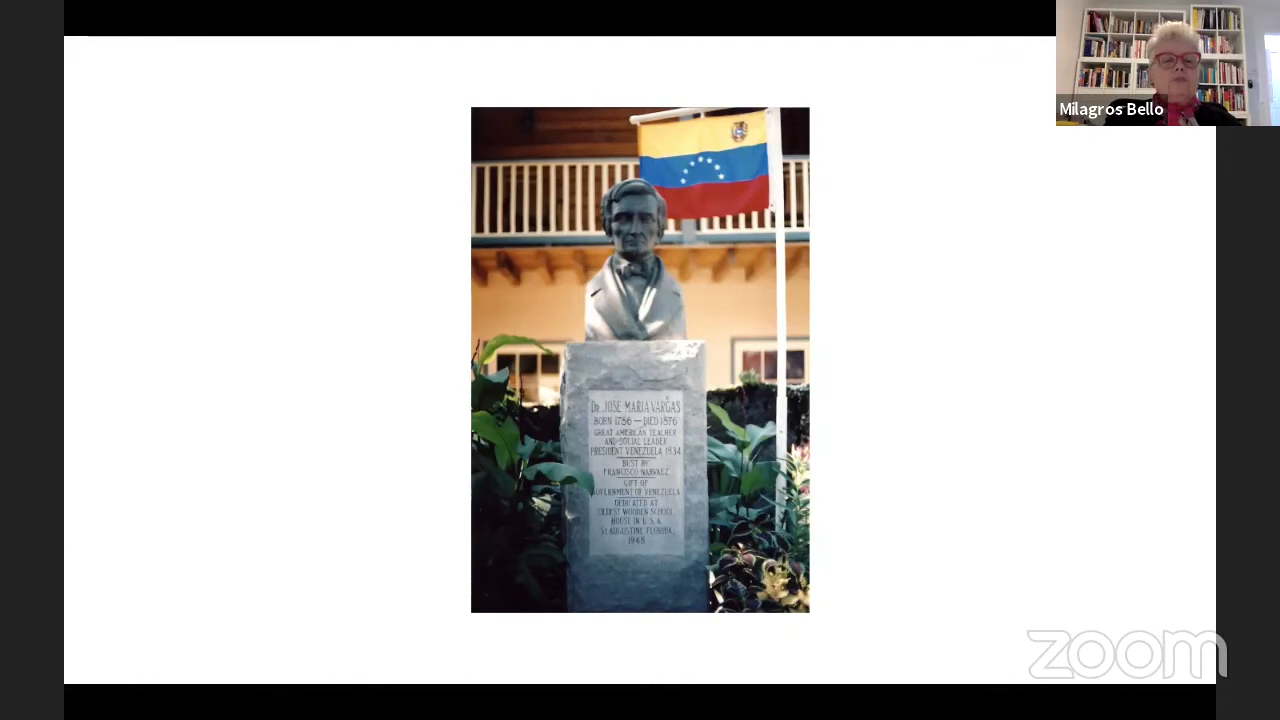 Milagros Bello
DR. JOSE MARIA VARGAS
BORN 1786 — DIED 1876
GREAT AMERICAN TEACHER
AND SOCIAL LEADER
PRESIDENT VENEZUELA 1834
BUST BY
FRANCISCO NARVAEZ
GIFT OF
GOVERNMENT OF VENEZUELA
DEDICATED AT
OLDEST WOODEN SCHOOL
HOUSE IN U.S.A.
ST. AUGUSTINE FLORIDA
1948
zoom